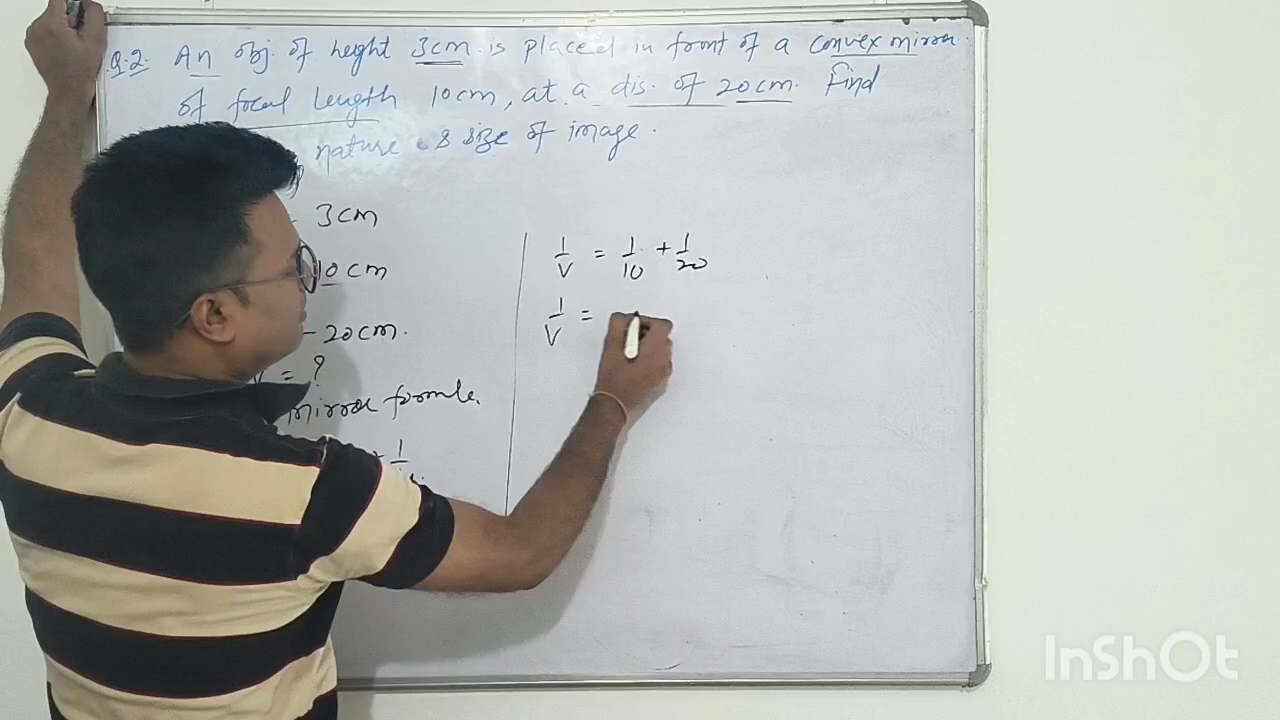 Q.2. An obj. of height 3cm is placed in front of a convex mirror
of focal length 10cm, at a dis. of 20cm. Find
nature & size of image.
3cm
10cm
- 20cm.
= ?
mirror formula.
1
1/V = 1/10 + 1/20
1/V =
InShOt